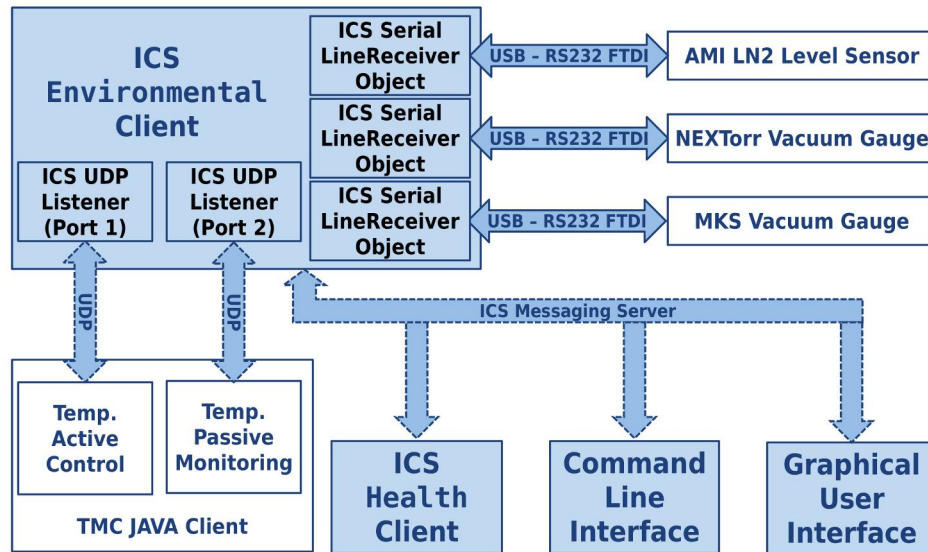 ICS
Environmental
Client
ICS Serial
LineReceiver
Object
USB – RS232 FTDI
AMI LN2 Level Sensor
ICS Serial
LineReceiver
Object
USB – RS232 FTDI
NEXTorr Vacuum Gauge
ICS Serial
LineReceiver
Object
USB – RS232 FTDI
MKS Vacuum Gauge
ICS UDP
Listener
(Port 1)
ICS UDP
Listener
(Port 2)
UDP
UDP
ICS Messaging Server
Temp.
Active
Control
Temp.
Passive
Monitoring
TMC JAVA Client
ICS
Health
Client
Command
Line
Interface
Graphical
User
Interface